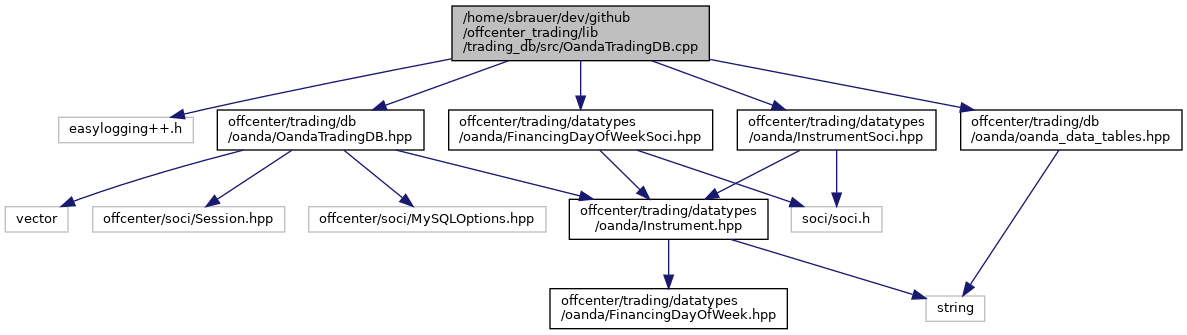 /home/sbrauer/dev/github
/offcenter_trading/lib
/trading_db/src/OandaTradingDB.cpp
easylogging++.h
offcenter/trading/db
/oanda/OandaTradingDB.hpp
offcenter/trading/datatypes
/oanda/FinancingDayOfWeekSoci.hpp
offcenter/trading/datatypes
/oanda/InstrumentSoci.hpp
offcenter/trading/db
/oanda/oanda_data_tables.hpp
vector
offcenter/soci/Session.hpp
offcenter/soci/MySQLOptions.hpp
offcenter/trading/datatypes
/oanda/Instrument.hpp
soci/soci.h
offcenter/trading/datatypes
/oanda/FinancingDayOfWeek.hpp
string